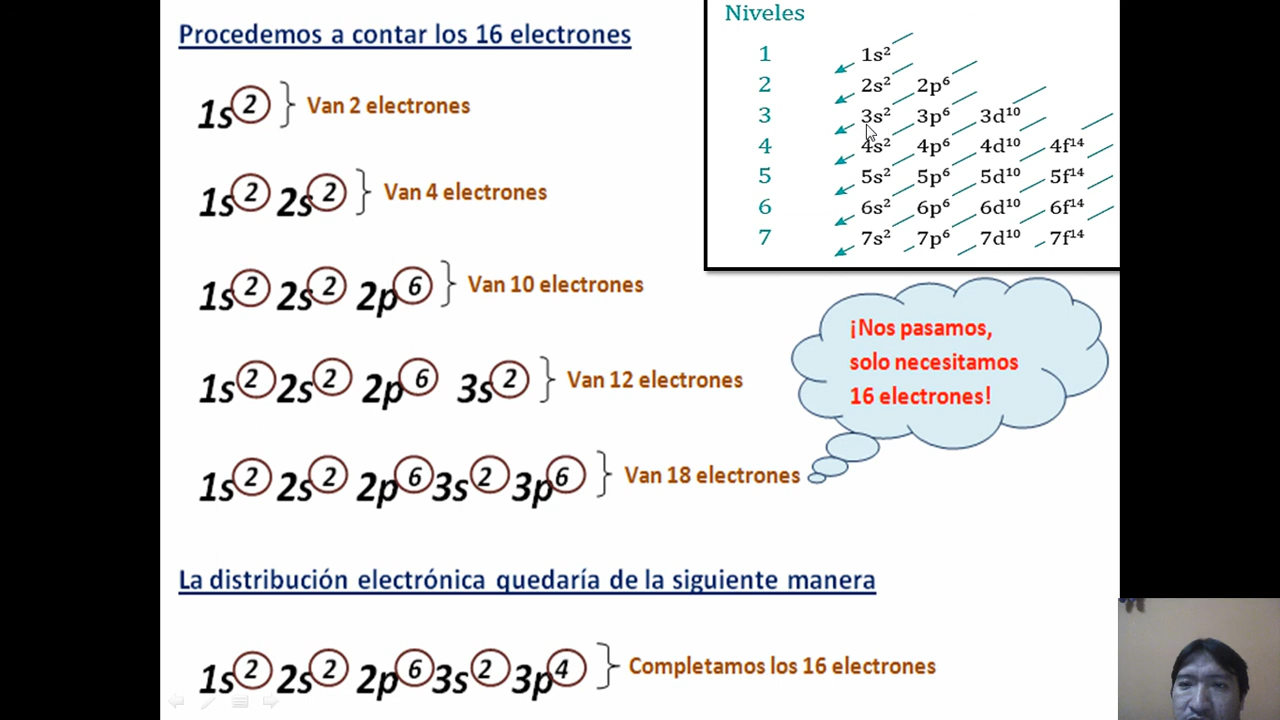 Procedemos a contar los 16 electrones
1s² } Van 2 electrones
1s² 2s² } Van 4 electrones
1s² 2s² 2p⁶ } Van 10 electrones
1s² 2s² 2p⁶ 3s² } Van 12 electrones
1s² 2s² 2p⁶ 3s² 3p⁶ } Van 18 electrones
La distribución electrónica quedaría de la siguiente manera
1s² 2s² 2p⁶ 3s² 3p⁴ } Completamos los 16 electrones
Niveles
1 1s²
2 2s² 2p⁶
3 3s² 3p⁶ 3d¹⁰
4 4s² 4p⁶ 4d¹⁰ 4f¹⁴
5 5s² 5p⁶ 5d¹⁰ 5f¹⁴
6 6s² 6p⁶ 6d¹⁰ 6f¹⁴
7 7s² 7p⁶ 7d¹⁰ 7f¹⁴
¡Nos pasamos,
solo necesitamos
16 electrones!